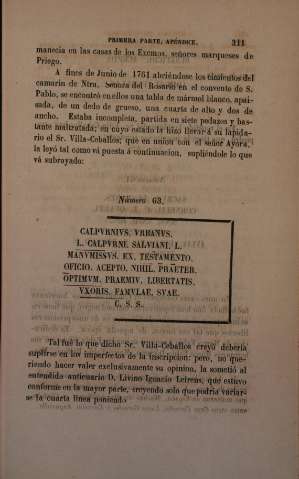 PRIMERA PARTE, APÉNDICE. 311
manecia en las casas de los Excmos. señores marqueses de
Priego.
A fines de Junio de 1751 abriéndose los cimientos del
camarin de Ntra. Señora del Rosario en el convento de S.
Pablo, se encontró en ellos una tabla de mármol blanco, apai-
sada, de un dedo de grueso, una cuarta de alto y dos de
ancho. Estaba incompleta, partida en siete pedazos y bas-
tante maltratada; en cuyo estado la hizo llevar á su lapida-
rio el Sr. Villa-Ceballos; que en union con el señor Ayora,
la leyó tal como vá puesta á continuacion, supliéndole lo que
vá subrayado:
Número 63.
CALPVRNIVS. VRBANVS.
L. CALPVRNI. SALVIANI. L.
MANVMISSVS. EX. TESTAMENTO.
OFICIO. ACEPTO. NIHIL. PRAETER.
OPTIMVM. PRAEMIV. LIBERTATIS.
VXORIS. FAMVLAE. SVAE.
C. S. S.
Tal fué lo que dicho Sr. Villa-Ceballos creyó debería
suplirse en los imperfectos de la inscripcion: pero, no que-
riendo hacer valer exclusivamente su opinion, la sometió al
entendido anticuario D. Livino Ignacio Leirens, que estuvo
conforme en la mayor parte, creyendo solo que podria variar-
se la cuarta línea poniendo